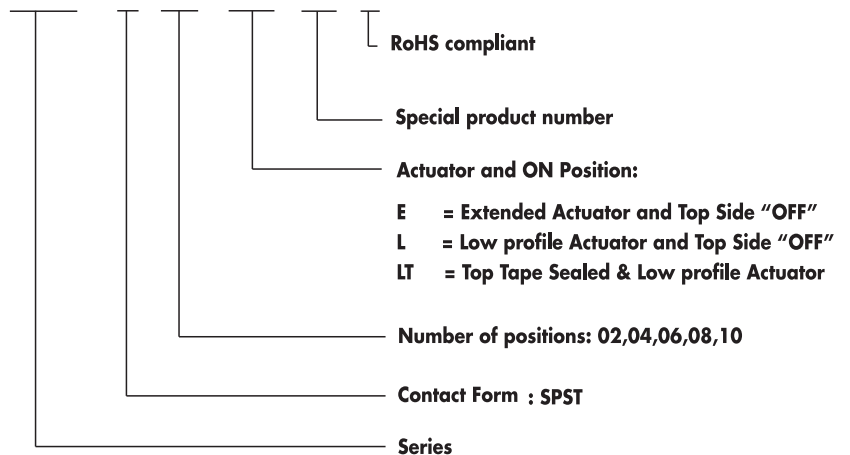 RoHS compliant
Special product number
Actuator and ON Position:
E = Extended Actuator and Top Side “OFF”
L = Low profile Actuator and Top Side “OFF”
LT = Top Tape Sealed & Low profile Actuator
Number of positions: 02,04,06,08,10
Contact Form : SPST
Series